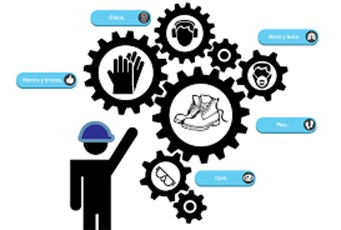 Oídos.
Nariz y boca.
Manos y brazos.
Pies.
Ojos.